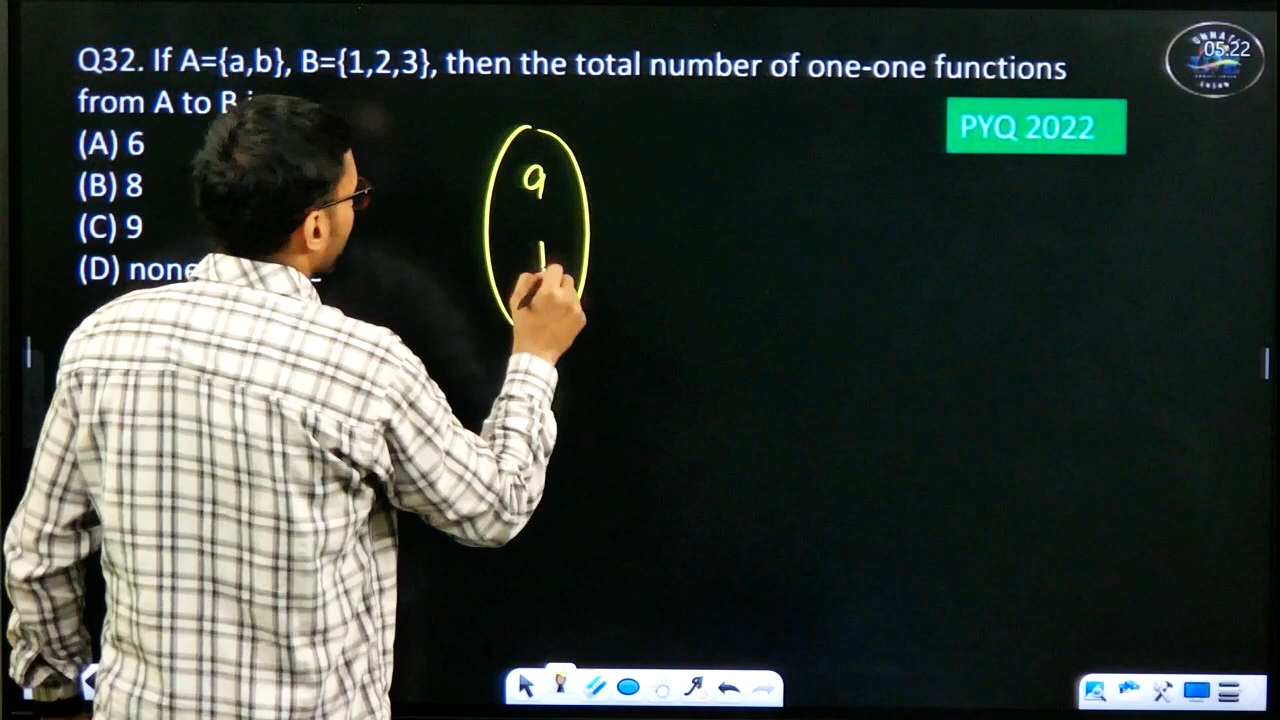 Q32. If A={a,b}, B={1,2,3}, then the total number of one-one functions
from A to B
(A) 6
(B) 8
(C) 9
(D) none
PYQ 2022
05:22
a